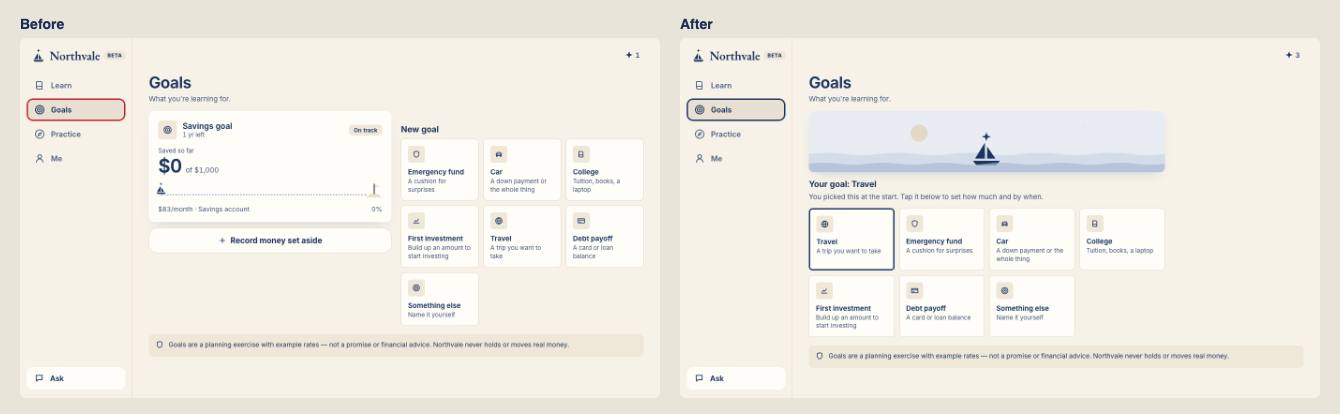 Before
Northvale BETA
Learn
Goals
Practice
Me
Ask
1
Goals
What you're learning for.
Savings goal
1 yr left
On track
Saved so far
$0 of $1,000
$83/month · Savings account
0%
+ Record money set aside
New goal
Emergency fund
A cushion for
surprises
Car
A down payment or
the whole thing
College
Tuition, books, a
laptop
First investment
Build up an amount to
start investing
Travel
A trip you want to
take
Debt payoff
A card or loan
balance
Something else
Name it yourself
Goals are a planning exercise with example rates — not a promise or financial advice. Northvale never holds or moves real money.
After
Northvale BETA
Learn
Goals
Practice
Me
Ask
3
Goals
What you're learning for.
Your goal: Travel
You picked this at the start. Tap it below to set how much and by when.
Travel
A trip you want to take
Emergency fund
A cushion for surprises
Car
A down payment or the
whole thing
College
Tuition, books, a laptop
First investment
Build up an amount to
start investing
Debt payoff
A card or loan balance
Something else
Name it yourself
Goals are a planning exercise with example rates — not a promise or financial advice. Northvale never holds or moves real money.